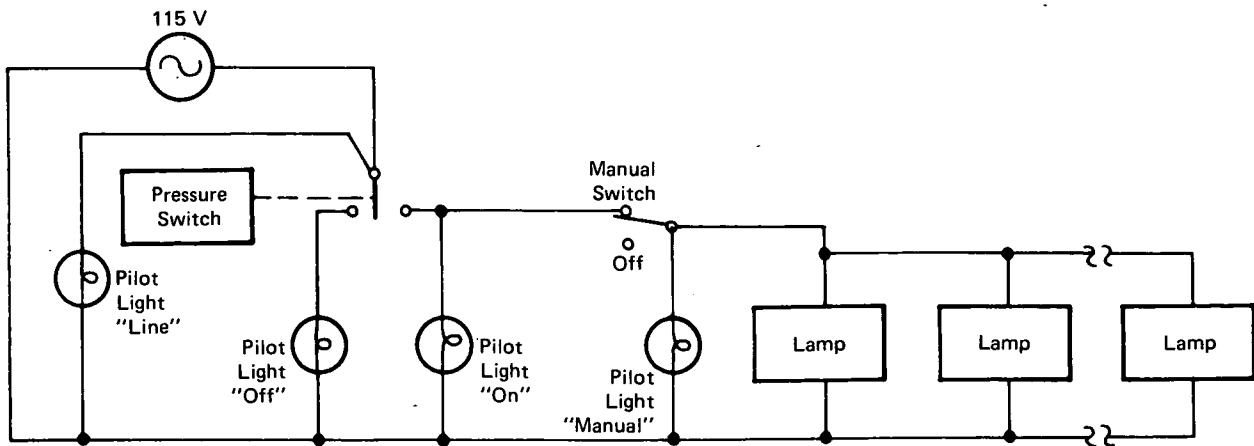 115 V
Pressure
Switch
Manual
Switch
Off
Pilot
Light
"Line"
Pilot
Light
"Off"
Pilot
Light
"On"
Pilot
Light
"Manual"
Lamp
Lamp
Lamp